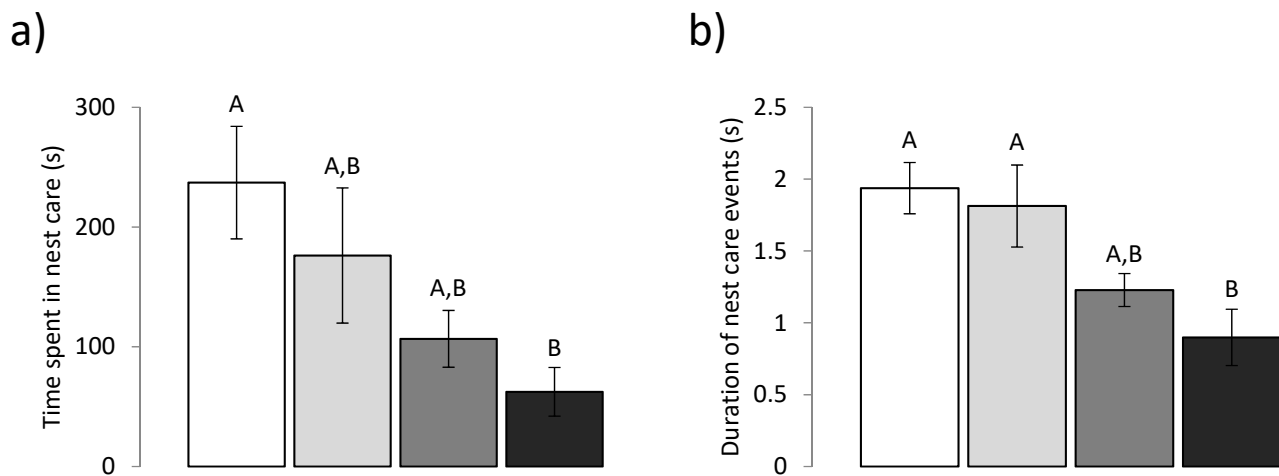 a)
Time spent in nest care (s)
300
200
100
0
A
A,B
A,B
B
b)
Duration of nest care events (s)
2.5
2
1.5
1
0.5
0
A
A
A,B
B